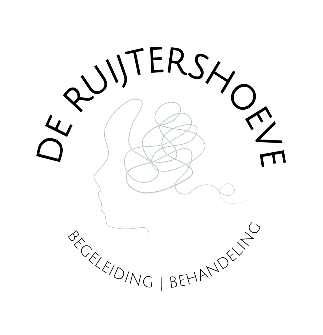 DE RUIJTERSHOEVE
BEGELEIDING | BEHANDELING